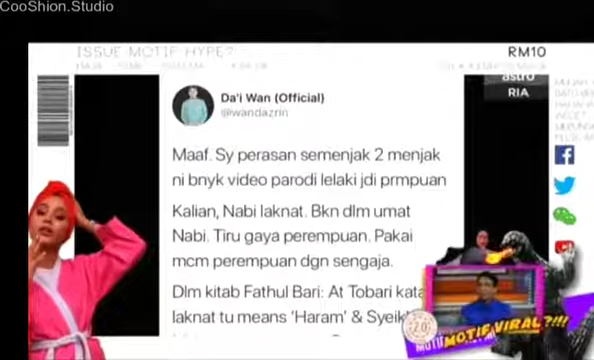 CooShion.Studio
ISSUE MOTIF HYPE?
RM10
astro
RIA
Da'i Wan (Official)
@wandazrin
Maaf. Sy perasan semenjak 2 menjak
ni bnyk video parodi lelaki jdi prmpuan
Kalian, Nabi laknat. Bkn dlm umat
Nabi. Tiru gaya perempuan. Pakai
mcm perempuan dgn sengaja.
Dlm kitab Fathul Bari: At Tobari kata
laknat tu means 'Haram' & Syeikh
MOTIF VIRAL?!!!